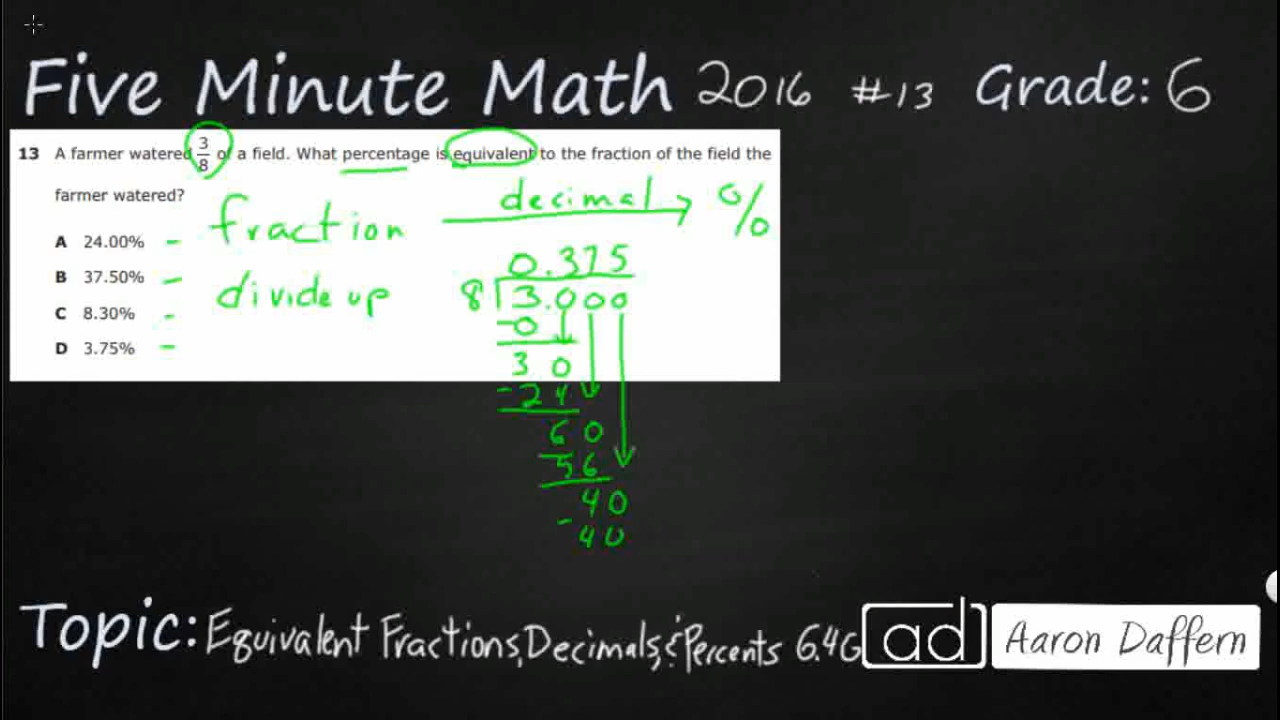 Five Minute Math 2016 #13 Grade: 6
13 A farmer watered 3/8 of a field. What percentage is equivalent to the fraction of the field the
farmer watered?
decimal %
fraction
A 24.00% -
0.375
B 37.50% -
divide up 8 3.000
C 8.30% -
-0
D 3.75% -
30
-24
60
-56
40
-40
Topic: Equivalent Fractions, Decimals, & Percents 6.4G ad Aaron Daffern